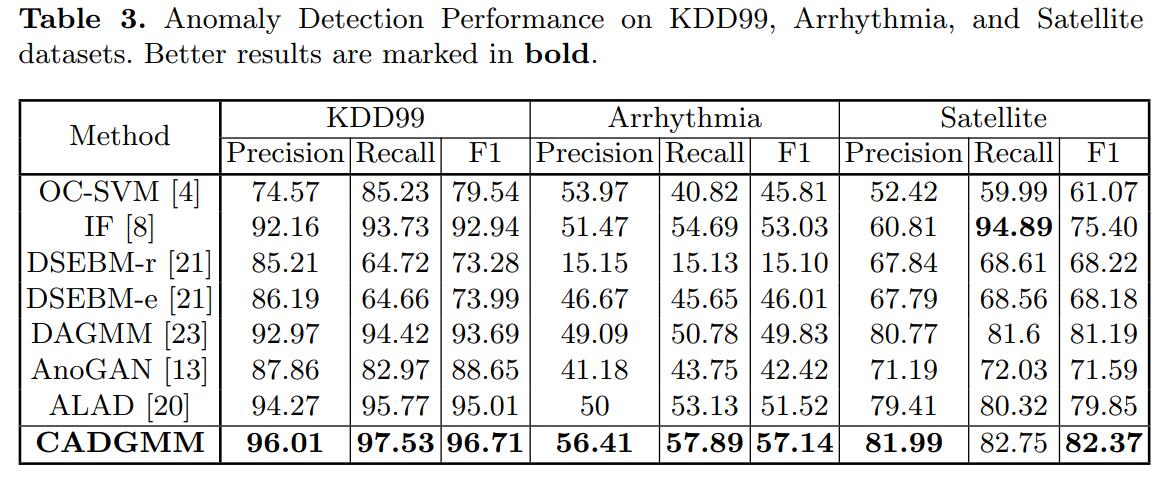 Table 3. Anomaly Detection Performance on KDD99, Arrhythmia, and Satellite
datasets. Better results are marked in bold.
Method KDD99 Arrhythmia Satellite
Precision Recall F1 Precision Recall F1 Precision Recall F1
OC-SVM [4] 74.57 85.23 79.54 53.97 40.82 45.81 52.42 59.99 61.07
IF [8] 92.16 93.73 92.94 51.47 54.69 53.03 60.81 94.89 75.40
DSEBM-r [21] 85.21 64.72 73.28 15.15 15.13 15.10 67.84 68.61 68.22
DSEBM-e [21] 86.19 64.66 73.99 46.67 45.65 46.01 67.79 68.56 68.18
DAGMM [23] 92.97 94.42 93.69 49.09 50.78 49.83 80.77 81.6 81.19
AnoGAN [13] 87.86 82.97 88.65 41.18 43.75 42.42 71.19 72.03 71.59
ALAD [20] 94.27 95.77 95.01 50 53.13 51.52 79.41 80.32 79.85
CADGMM 96.01 97.53 96.71 56.41 57.89 57.14 81.99 82.75 82.37